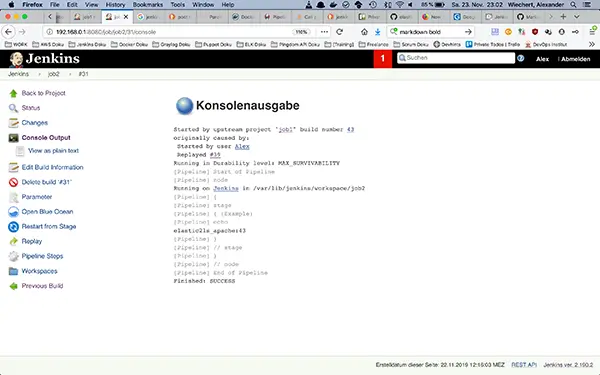 Firefox File Edit View History Bookmarks Tools Window Help 85 % Sa. 23. Nov. 23:02 Wiechert, Alexander
192.168.0.1:8080/job/job2/31/console 116% markdown bold
WORK AWS Doku Jenkins Doku Graylog Doku Puppet Doku Docker Doku ELK Doku Pingdom API Doku [Training] Freelance Scrum Doku DevHints Private Todos | Trello DevOps Institut
Jenkins 1 Suchen Alex Abmelden
Jenkins job2 #31
Back to Project
Status
Changes
Console Output
View as plain text
Edit Build Information
Delete build '#31'
Parameter
Open Blue Ocean
Restart from Stage
Replay
Pipeline Steps
Workspaces
Previous Build
Konsolenausgabe
Started by upstream project "job1" build number 43
originally caused by:
Started by user Alex
Replayed #39
Running in Durability level: MAX_SURVIVABILITY
[Pipeline] Start of Pipeline
[Pipeline] node
Running on Jenkins in /var/lib/jenkins/workspace/job2
[Pipeline] {
[Pipeline] stage
[Pipeline] { (Example)
[Pipeline] echo
elastic2ls_apache:43
[Pipeline] }
[Pipeline] // stage
[Pipeline] }
[Pipeline] // node
[Pipeline] End of Pipeline
Finished: SUCCESS
Erstelldatum dieser Seite: 22.11.2019 12:16:03 MEZ REST API Jenkins ver. 2.190.2